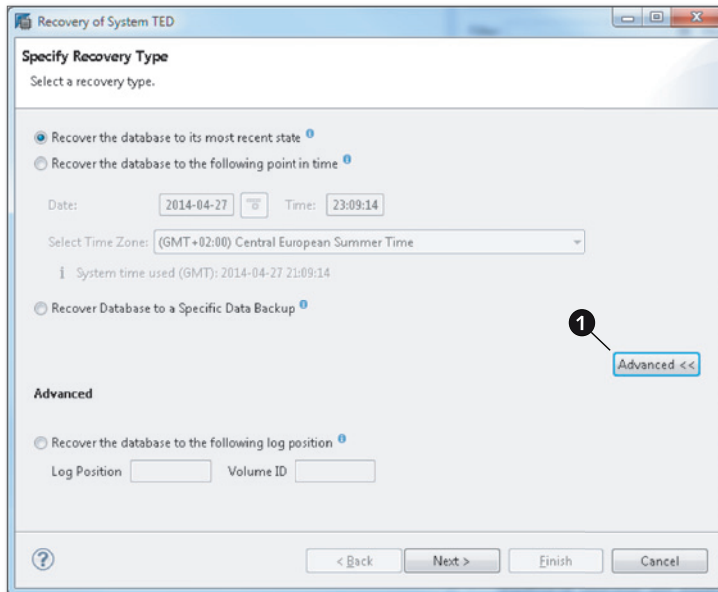 Recovery of System TED
Specify Recovery Type
Select a recovery type.
Recover the database to its most recent state
Recover the database to the following point in time
Date: 2014-04-27 Time: 23:09:14
Select Time Zone: (GMT+02:00) Central European Summer Time
i System time used (GMT): 2014-04-27 21:09:14
Recover Database to a Specific Data Backup
1
Advanced <<
Advanced
Recover the database to the following log position
Log Position Volume ID
? < Back Next > Finish Cancel